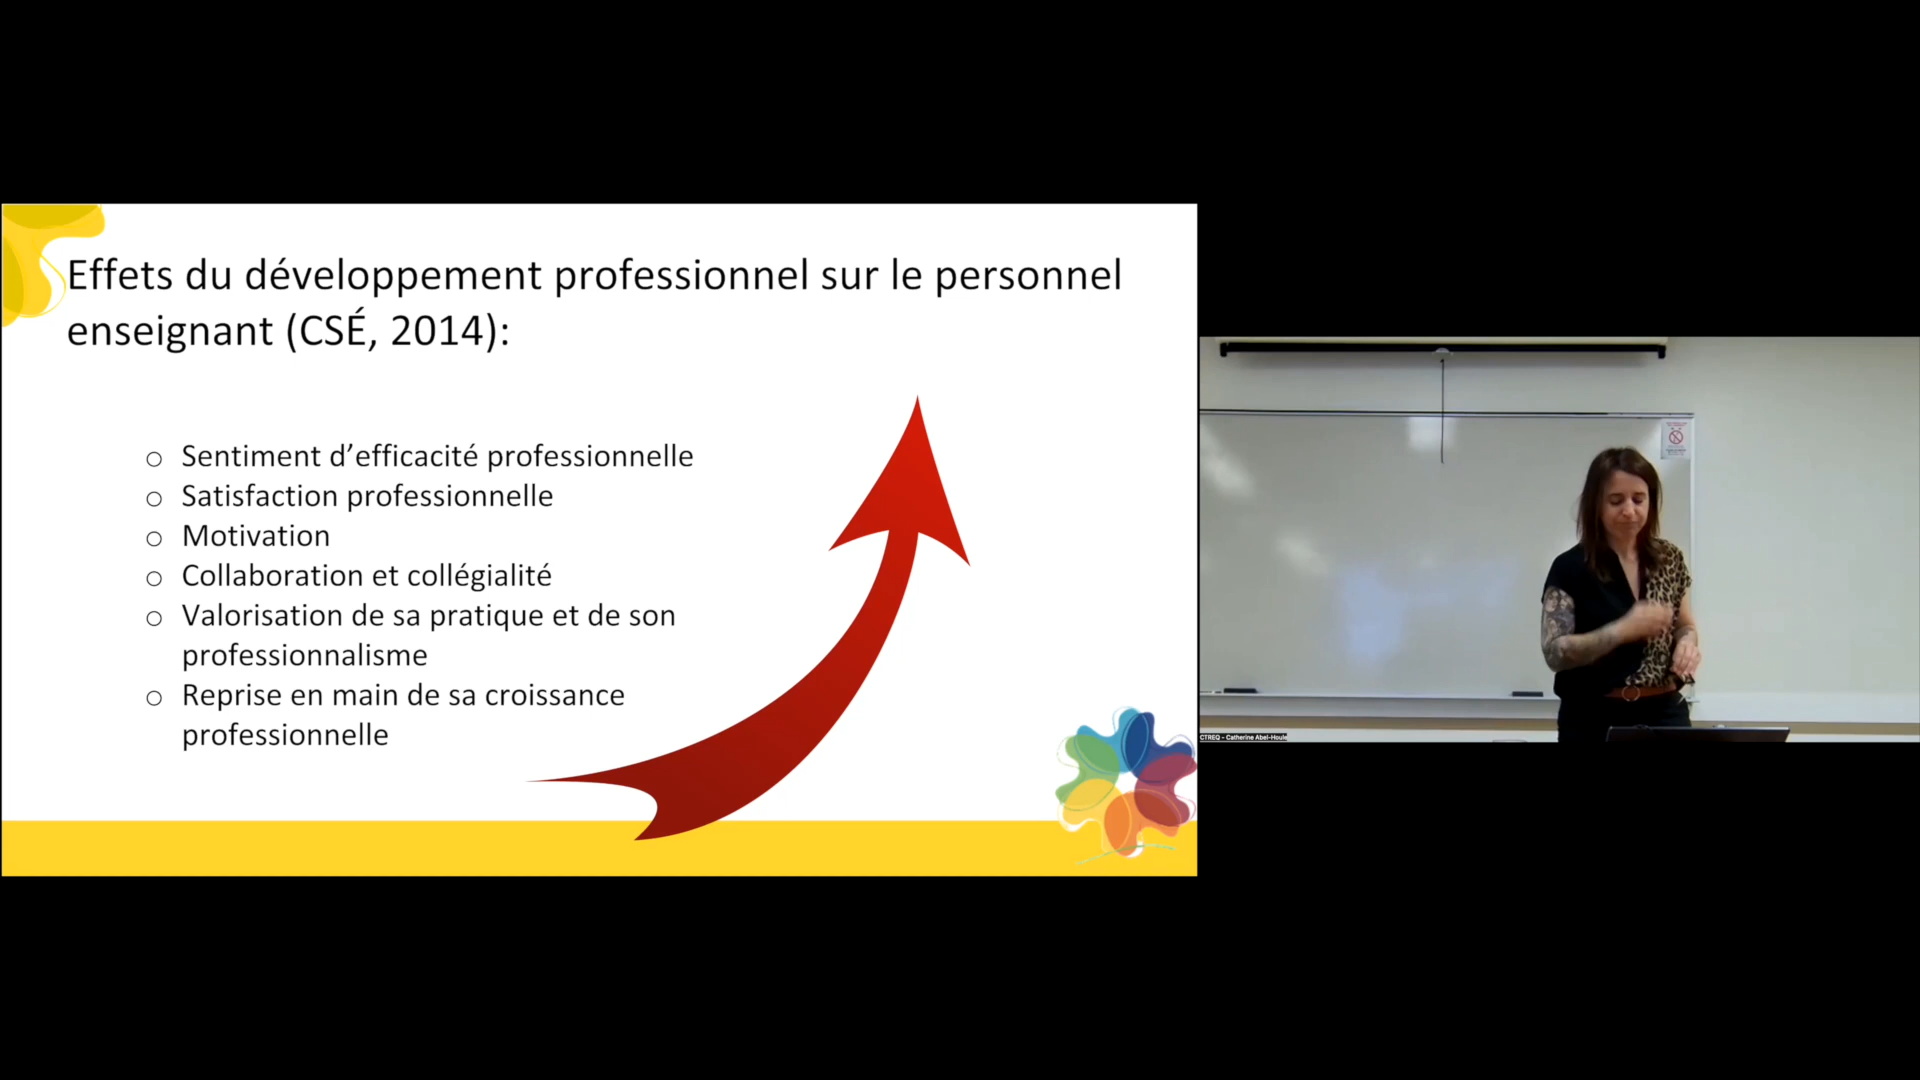 Effets du développement professionnel sur le personnel
enseignant (CSÉ, 2014):
o Sentiment d’efficacité professionnelle
o Satisfaction professionnelle
o Motivation
o Collaboration et collégialité
o Valorisation de sa pratique et de son
professionnalisme
o Reprise en main de sa croissance
professionnelle
CTREQ - Catherine Abel-Houle